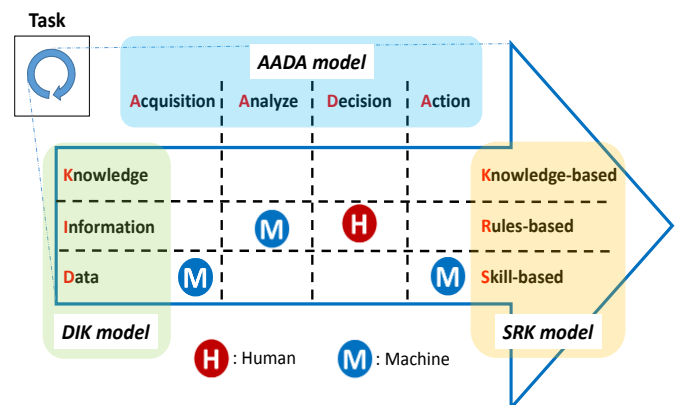 Task
AADA model
Acquisition Analyze Decision Action
Knowledge Knowledge-based
Information M H Rules-based
Data M M Skill-based
DIK model SRK model
H : Human M : Machine